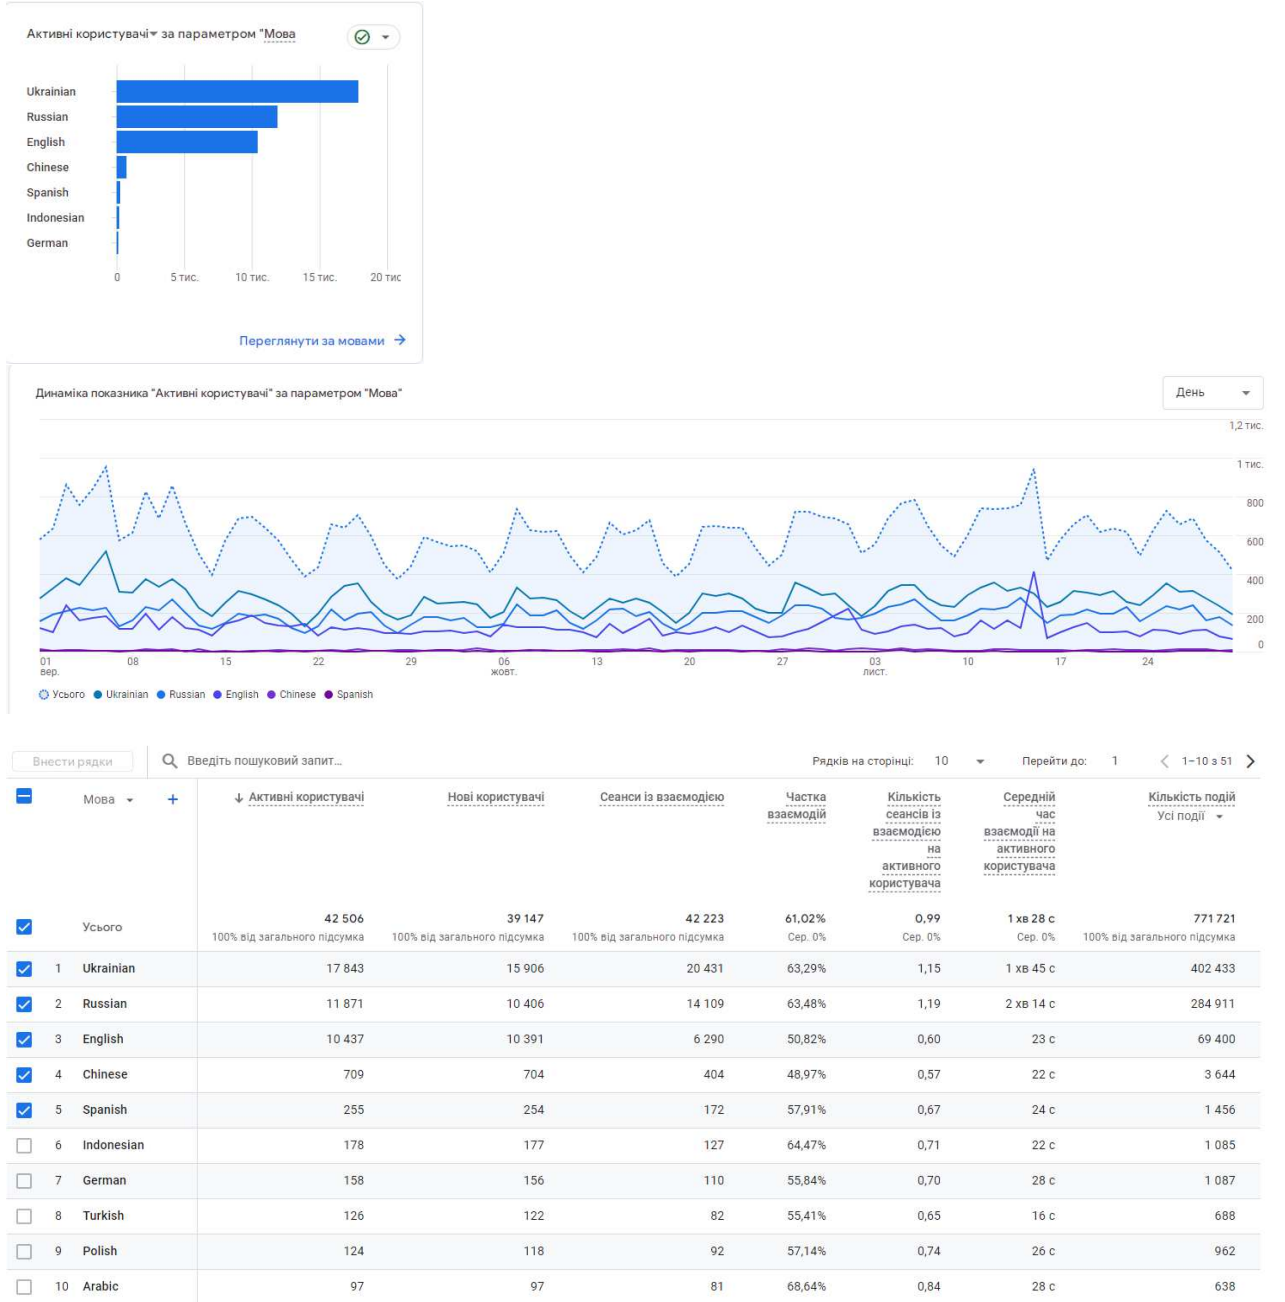 Активні користувачі за параметром "Мова
Ukrainian
Russian
English
Chinese
Spanish
Indonesian
German
0 5 тис. 10 тис. 15 тис. 20 тис
Переглянути за мовами
Динаміка показника "Активні користувачі" за параметром "Мова"
День
1,2 тис.
1 тис.
800
600
400
200
0
01 08 15 22 29 06 13 20 27 03 10 17 24
вер. жовт. лист.
Усього Ukrainian Russian English Chinese Spanish
Внести рядки Введіть пошуковий запит... Рядків на сторінці: 10 Перейти до: 1 1–10 з 51
Мова + ↓ Активні користувачі Нові користувачі Сеанси із взаємодією Частка взаємодій Кількість сеансів із взаємодією на активного користувача Середній час взаємодії на активного користувача Кількість подій
Усі події
Усього 42 506 39 147 42 223 61,02% 0,99 1 хв 28 с 771 721
100% від загального підсумка 100% від загального підсумка 100% від загального підсумка Сер. 0% Сер. 0% Сер. 0% 100% від загального підсумка
1 Ukrainian 17 843 15 906 20 431 63,29% 1,15 1 хв 45 с 402 433
2 Russian 11 871 10 406 14 109 63,48% 1,19 2 хв 14 с 284 911
3 English 10 437 10 391 6 290 50,82% 0,60 23 с 69 400
4 Chinese 709 704 404 48,97% 0,57 22 с 3 644
5 Spanish 255 254 172 57,91% 0,67 24 с 1 456
6 Indonesian 178 177 127 64,47% 0,71 22 с 1 085
7 German 158 156 110 55,84% 0,70 28 с 1 087
8 Turkish 126 122 82 55,41% 0,65 16 с 688
9 Polish 124 118 92 57,14% 0,74 26 с 962
10 Arabic 97 97 81 68,64% 0,84 28 с 638